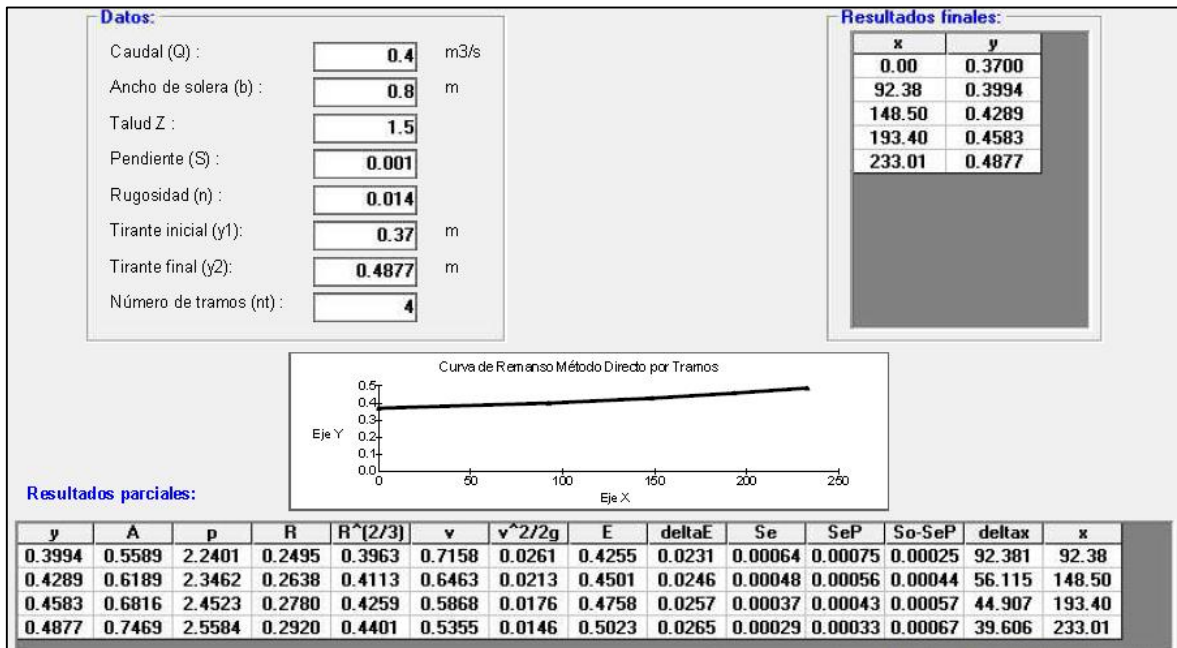 Datos:
Caudal (Q) : 0.4 m3/s
Ancho de solera (b) : 0.8 m
Talud Z : 1.5
Pendiente (S) : 0.001
Rugosidad (n) : 0.014
Tirante inicial (y1): 0.37 m
Tirante final (y2): 0.4877 m
Número de tramos (nt) : 4
Resultados finales:
x y
0.00 0.3700
92.38 0.3994
148.50 0.4289
193.40 0.4583
233.01 0.4877
Curva de Remanso Método Directo por Tramos
Eje Y
0.5
0.4
0.3
0.2
0.1
0.0
0 50 100 150 200 250
Eje X
Resultados parciales:
y A p R R^(2/3) v v^2/2g E deltaE Se SeP So-SeP deltax x
0.3994 0.5589 2.2401 0.2495 0.3963 0.7158 0.0261 0.4255 0.0231 0.00064 0.00075 0.00025 92.381 92.38
0.4289 0.6189 2.3462 0.2638 0.4113 0.6463 0.0213 0.4501 0.0246 0.00048 0.00056 0.00044 56.115 148.50
0.4583 0.6816 2.4523 0.2780 0.4259 0.5868 0.0176 0.4758 0.0257 0.00037 0.00043 0.00057 44.907 193.40
0.4877 0.7469 2.5584 0.2920 0.4401 0.5355 0.0146 0.5023 0.0265 0.00029 0.00033 0.00067 39.606 233.01